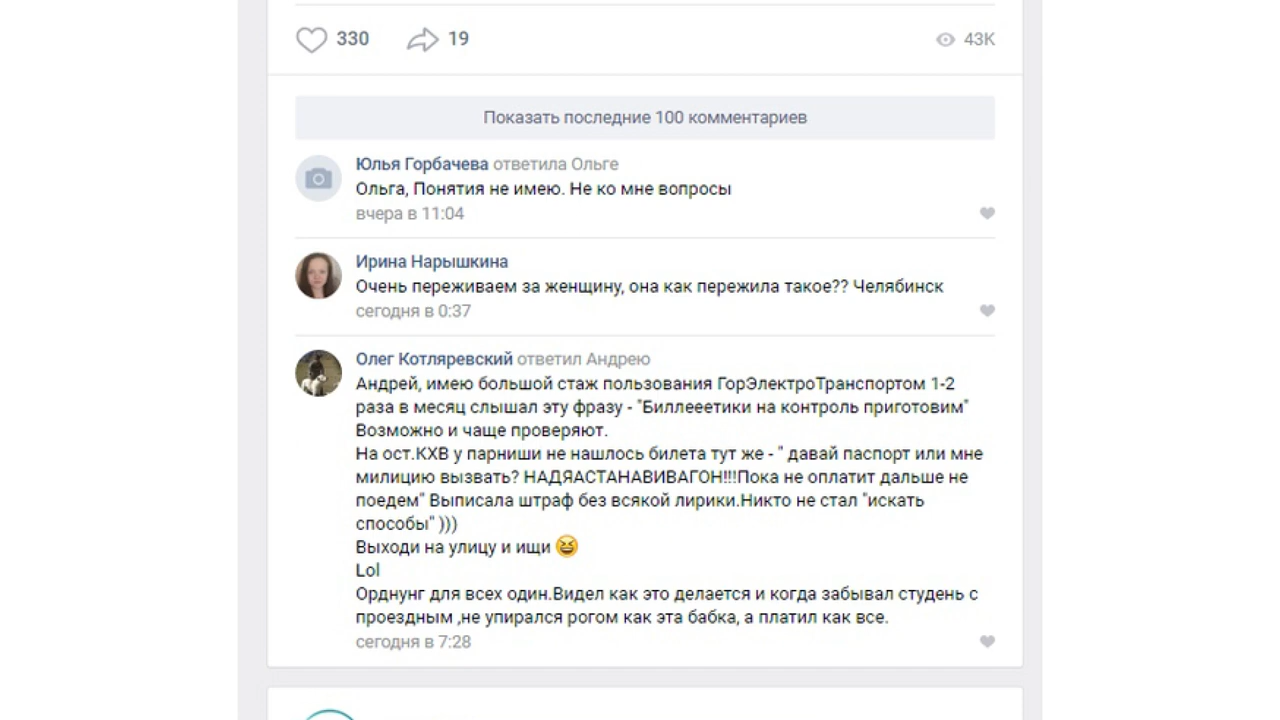 330 19 43K
Показать последние 100 комментариев
Юлья Горбачева ответила Ольге
Ольга, Понятия не имею. Не ко мне вопросы
вчера в 11:04
Ирина Нарышкина
Очень переживаем за женщину, она как пережила такое?? Челябинск
сегодня в 0:37
Олег Котляревский ответил Андрею
Андрей, имею большой стаж пользования ГорЭлектроТранспортом 1-2
раза в месяц слышал эту фразу - "Биллееетики на контроль приготовим"
Возможно и чаще проверяют.
На ост.КХВ у парниши не нашлось билета тут же - " давай паспорт или мне
милицию вызвать? НАДЯАСТАНАВИВАГОН!!!Пока не оплатит дальше не
поедем" Выписала штраф без всякой лирики.Никто не стал "искать
способы" )))
Выходи на улицу и ищи 😆
Lol
Орднунг для всех один.Видел как это делается и когда забывал студень с
проездным ,не упирался рогом как эта бабка, а платил как все.
сегодня в 7:28